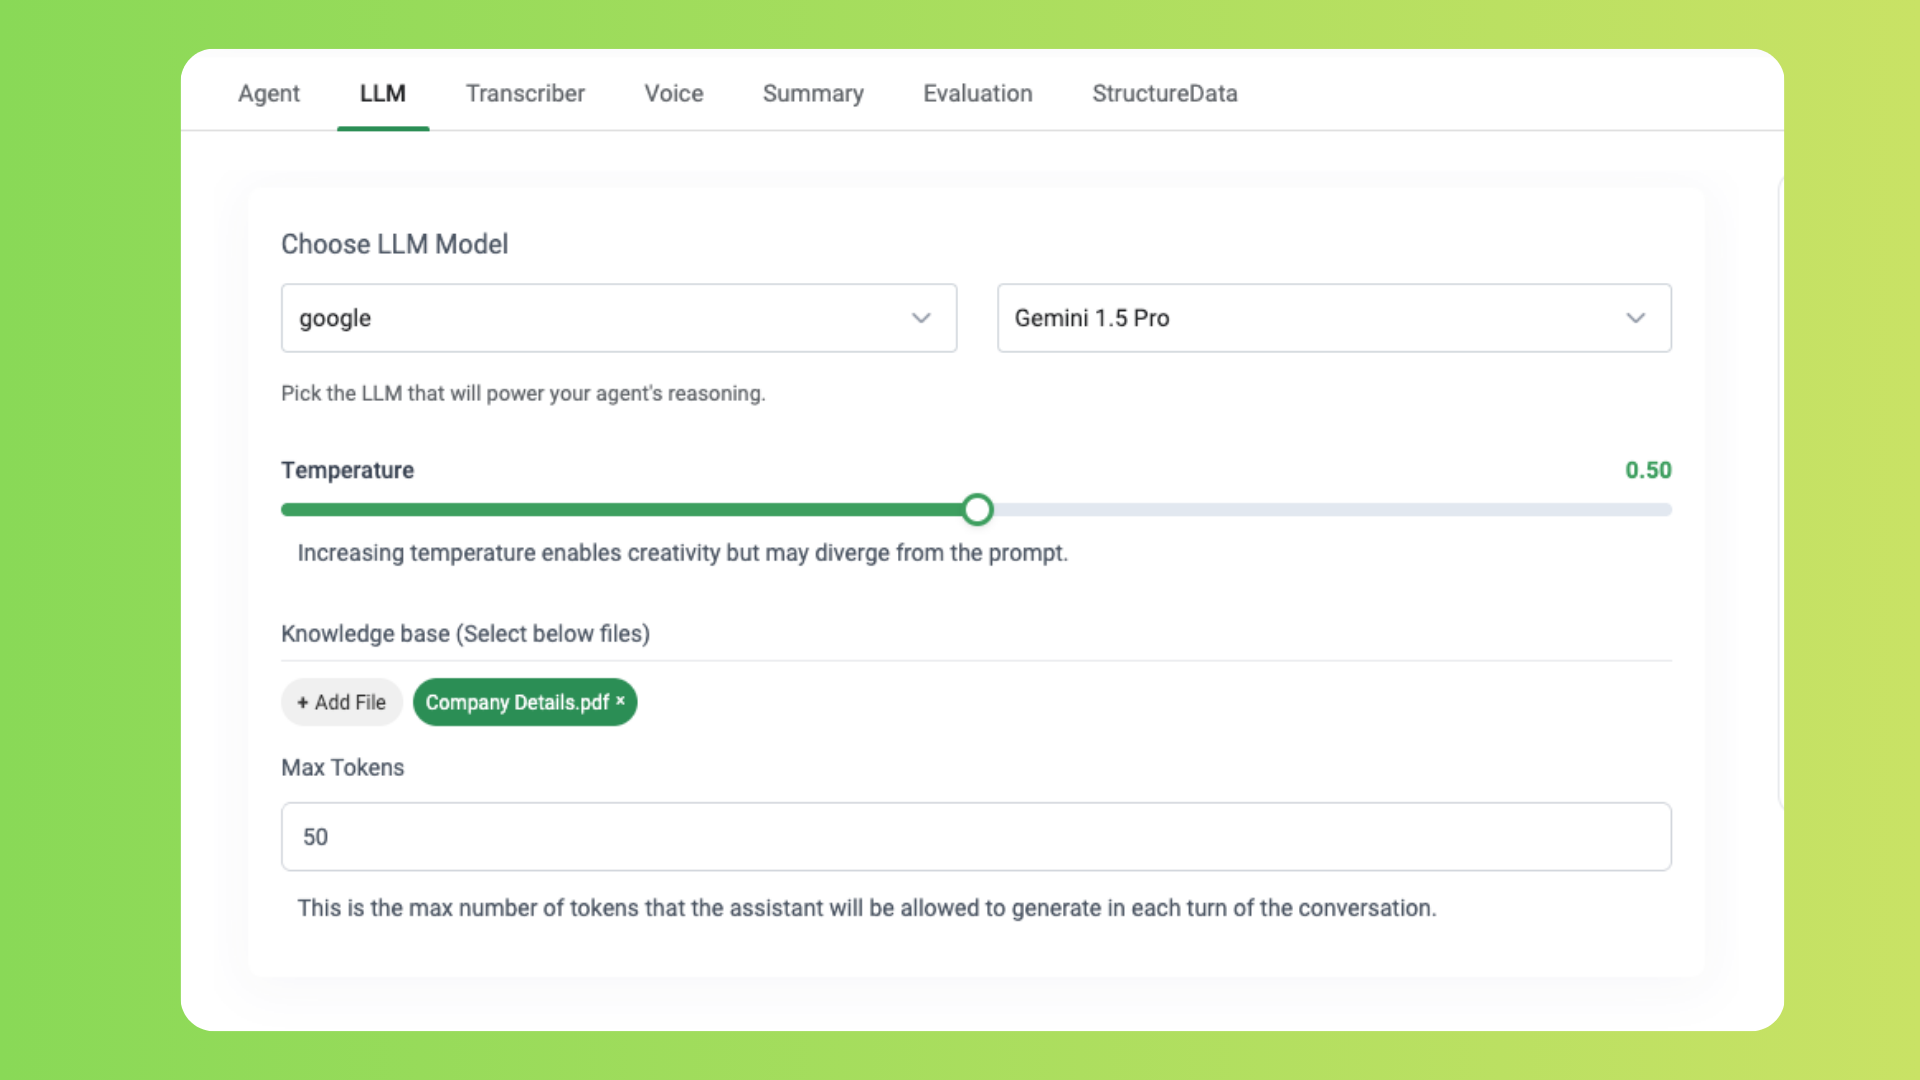 Agent LLM Transcriber Voice Summary Evaluation StructureData
Choose LLM Model
google Gemini 1.5 Pro
Pick the LLM that will power your agent's reasoning.
Temperature 0.50
Increasing temperature enables creativity but may diverge from the prompt.
Knowledge base (Select below files)
+ Add File Company Details.pdf ×
Max Tokens
50
This is the max number of tokens that the assistant will be allowed to generate in each turn of the conversation.